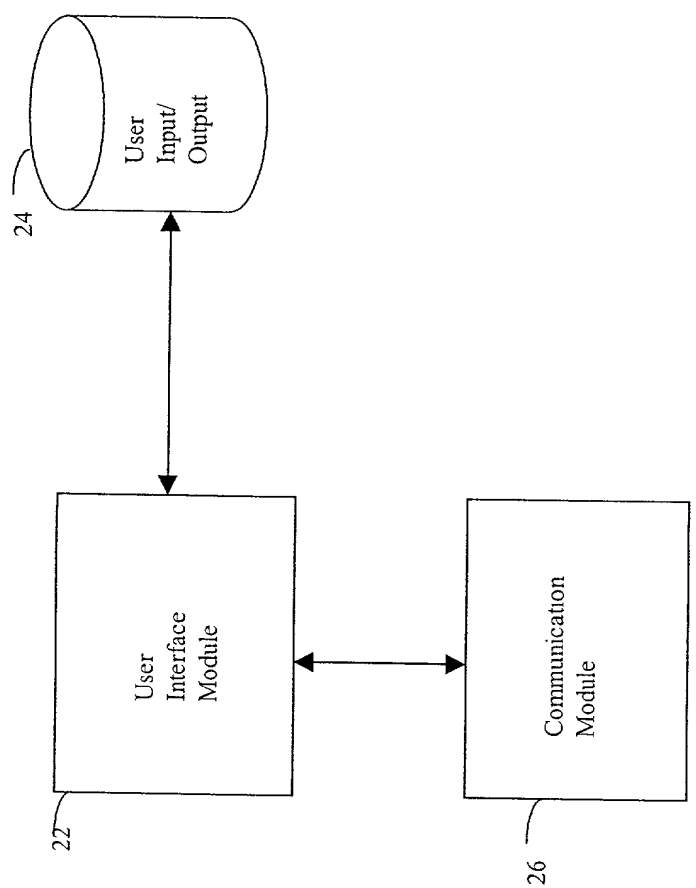 24
User
Input/
Output
22
User
Interface
Module
26
Communication
Module